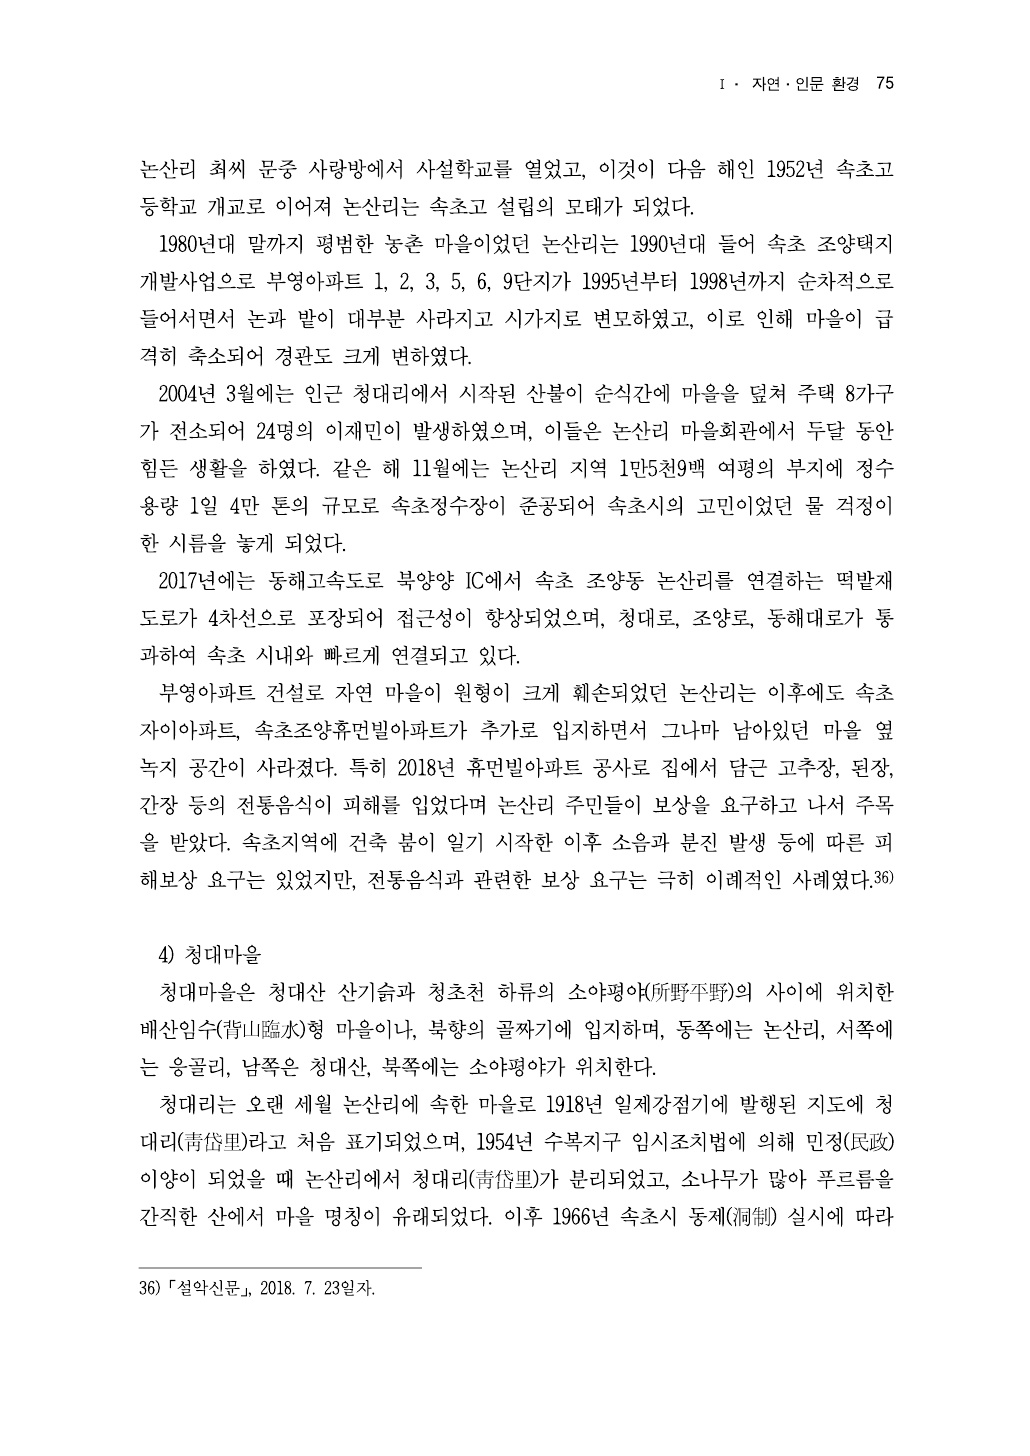 Ⅰ · 자연 · 인문 환경 75
논산리 최씨 문중 사랑방에서 사설학교를 열었고, 이것이 다음 해인 1952년 속초고
등학교 개교로 이어져 논산리는 속초고 설립의 모태가 되었다.
1980년대 말까지 평범한 농촌 마을이었던 논산리는 1990년대 들어 속초 조양택지
개발사업으로 부영아파트 1, 2, 3, 5, 6, 9단지가 1995년부터 1998년까지 순차적으로
들어서면서 논과 밭이 대부분 사라지고 시가지로 변모하였고, 이로 인해 마을이 급
격히 축소되어 경관도 크게 변하였다.
2004년 3월에는 인근 청대리에서 시작된 산불이 순식간에 마을을 덮쳐 주택 8가구
가 전소되어 24명의 이재민이 발생하였으며, 이들은 논산리 마을회관에서 두달 동안
힘든 생활을 하였다. 같은 해 11월에는 논산리 지역 1만5천9백 여평의 부지에 정수
용량 1일 4만 톤의 규모로 속초정수장이 준공되어 속초시의 고민이었던 물 걱정이
한 시름을 놓게 되었다.
2017년에는 동해고속도로 북양양 IC에서 속초 조양동 논산리를 연결하는 떡밭재
도로가 4차선으로 포장되어 접근성이 향상되었으며, 청대로, 조양로, 동해대로가 통
과하여 속초 시내와 빠르게 연결되고 있다.
부영아파트 건설로 자연 마을이 원형이 크게 훼손되었던 논산리는 이후에도 속초
자이아파트, 속초조양휴먼빌아파트가 추가로 입지하면서 그나마 남아있던 마을 옆
녹지 공간이 사라졌다. 특히 2018년 휴먼빌아파트 공사로 집에서 담근 고추장, 된장,
간장 등의 전통음식이 피해를 입었다며 논산리 주민들이 보상을 요구하고 나서 주목
을 받았다. 속초지역에 건축 붐이 일기 시작한 이후 소음과 분진 발생 등에 따른 피
해보상 요구는 있었지만, 전통음식과 관련한 보상 요구는 극히 이례적인 사례였다.36)
4) 청대마을
청대마을은 청대산 산기슭과 청초천 하류의 소야평야(所野平野)의 사이에 위치한
배산임수(背山臨水)형 마을이나, 북향의 골짜기에 입지하며, 동쪽에는 논산리, 서쪽에
는 응골리, 남쪽은 청대산, 북쪽에는 소야평야가 위치한다.
청대리는 오랜 세월 논산리에 속한 마을로 1918년 일제강점기에 발행된 지도에 청
대리(靑岱里)라고 처음 표기되었으며, 1954년 수복지구 임시조치법에 의해 민정(民政)
이양이 되었을 때 논산리에서 청대리(靑岱里)가 분리되었고, 소나무가 많아 푸르름을
간직한 산에서 마을 명칭이 유래되었다. 이후 1966년 속초시 동제(洞制) 실시에 따라
36) 「설악신문」, 2018. 7. 23일자.